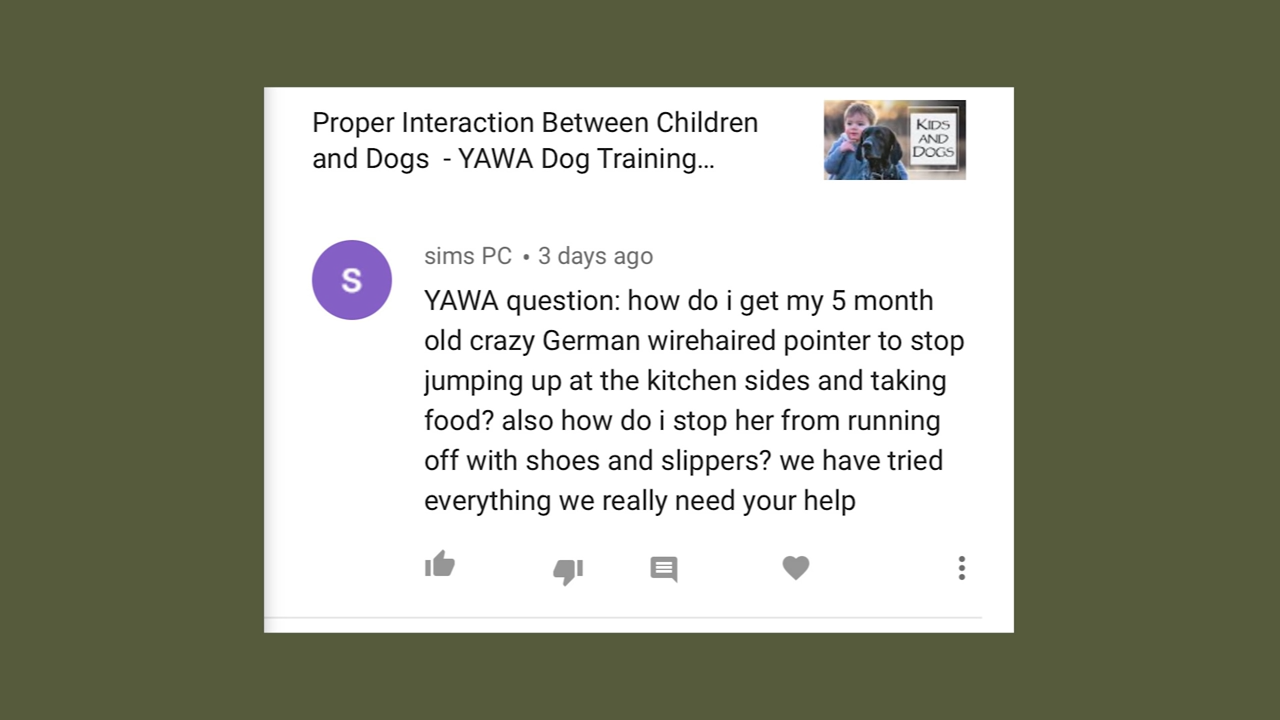 Proper Interaction Between Children
and Dogs - YAWA Dog Training...
KIDS
AND
DOGS
S
sims PC • 3 days ago
YAWA question: how do i get my 5 month
old crazy German wirehaired pointer to stop
jumping up at the kitchen sides and taking
food? also how do i stop her from running
off with shoes and slippers? we have tried
everything we really need your help